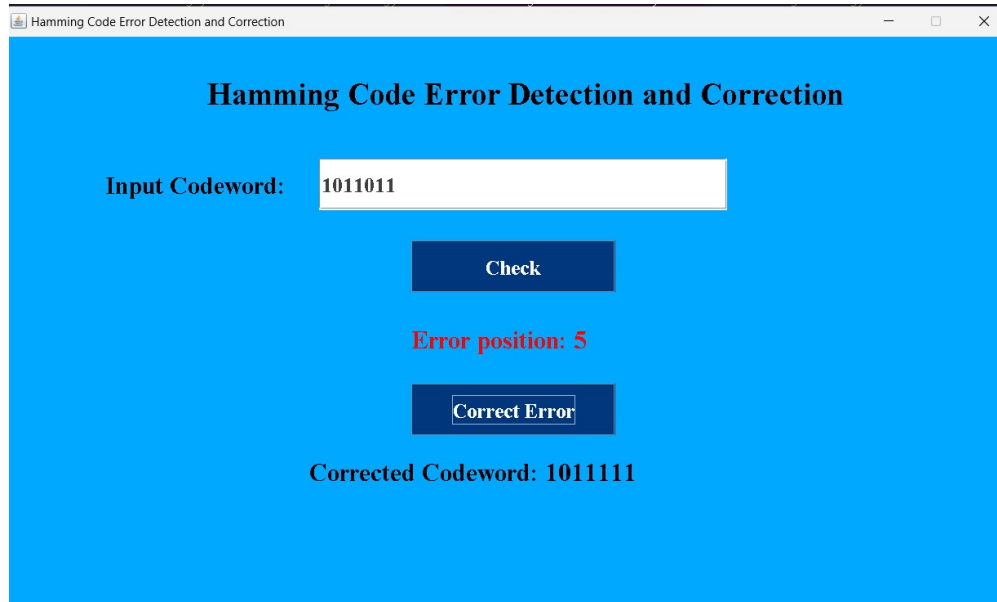 Hamming Code Error Detection and Correction
Hamming Code Error Detection and Correction
Input Codeword: 1011011
Check
Error position: 5
Correct Error
Corrected Codeword: 1011111